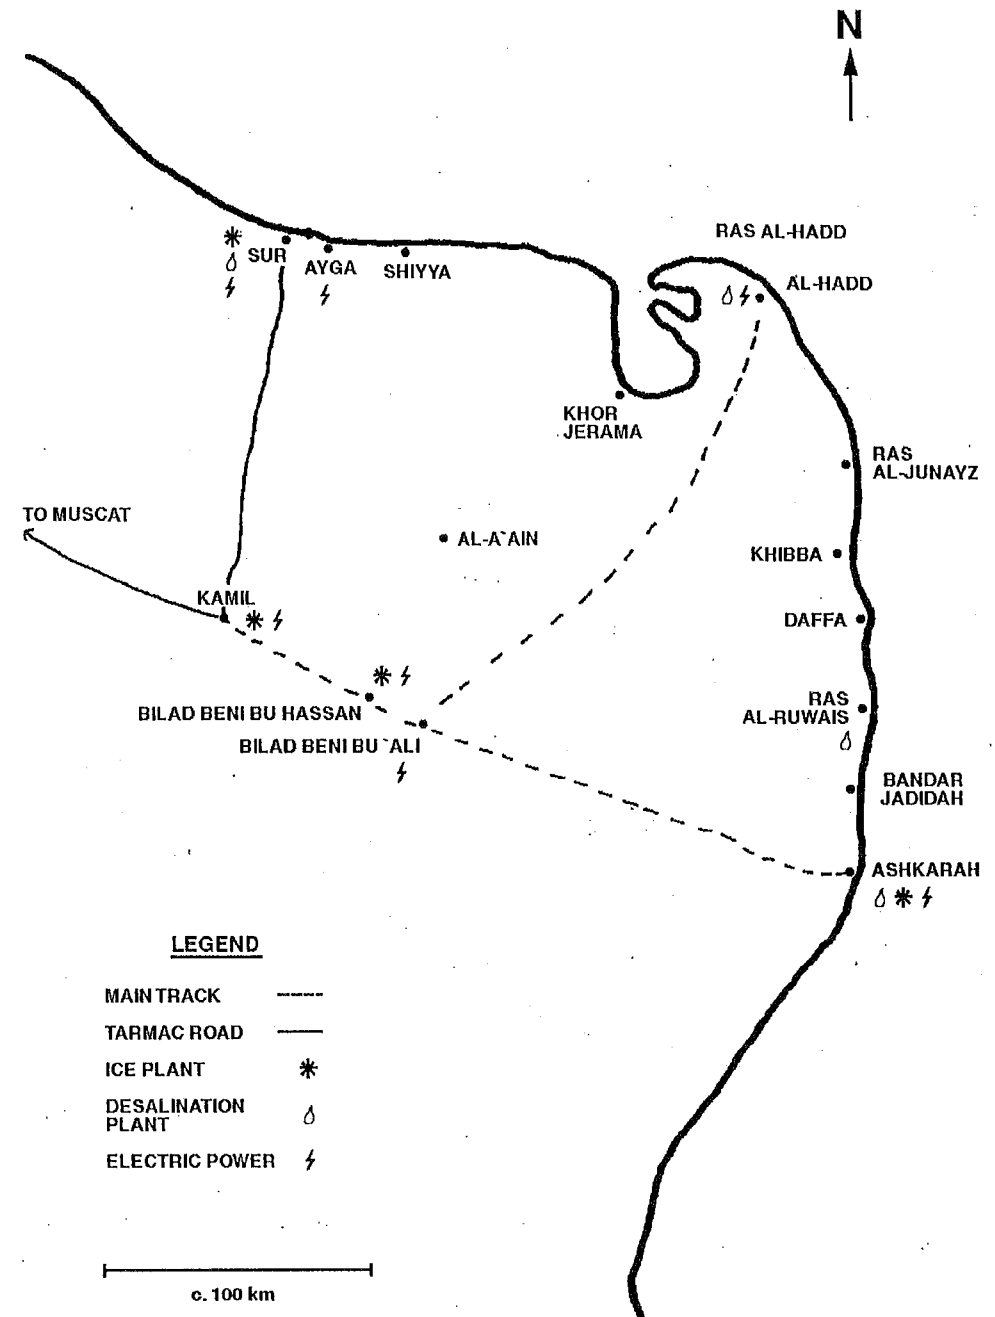 N
RAS AL-HADD
SUR
AYGA
SHIYYA
AL-HADD
KHOR
JERAMA
RAS
AL-JUNAYZ
TO MUSCAT
AL-A`AIN
KHIBBA
KAMIL
DAFFA
RAS
AL-RUWAIS
BILAD BENI BU HASSAN
BILAD BENI BU `ALI
BANDAR
JADIDAH
ASHKARAH
LEGEND
MAIN TRACK
TARMAC ROAD
ICE PLANT
DESALINATION
PLANT
ELECTRIC POWER
c. 100 km